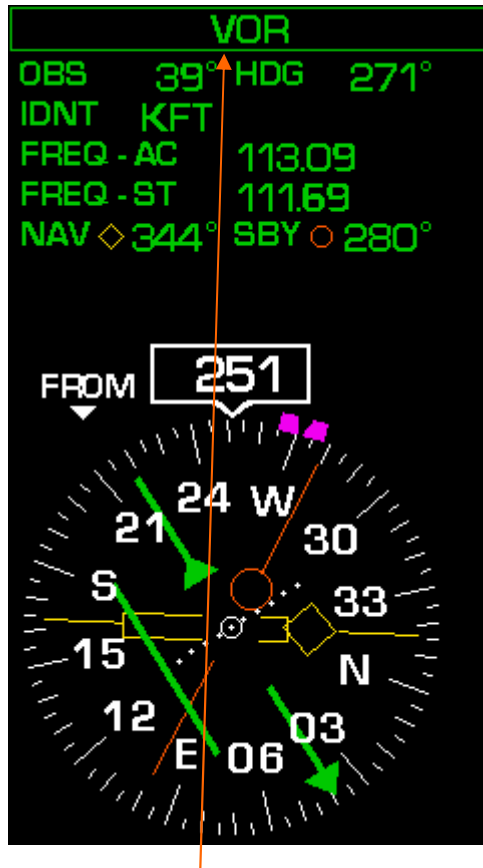 VOR
OBS 39° HDG 271°
IDNT KFT
FREQ - AC 113.09
FREQ - ST 111.69
NAV 344° SBY 280°
FROM 251
24 W
21 30
S 33
15 N
12 03
E 06